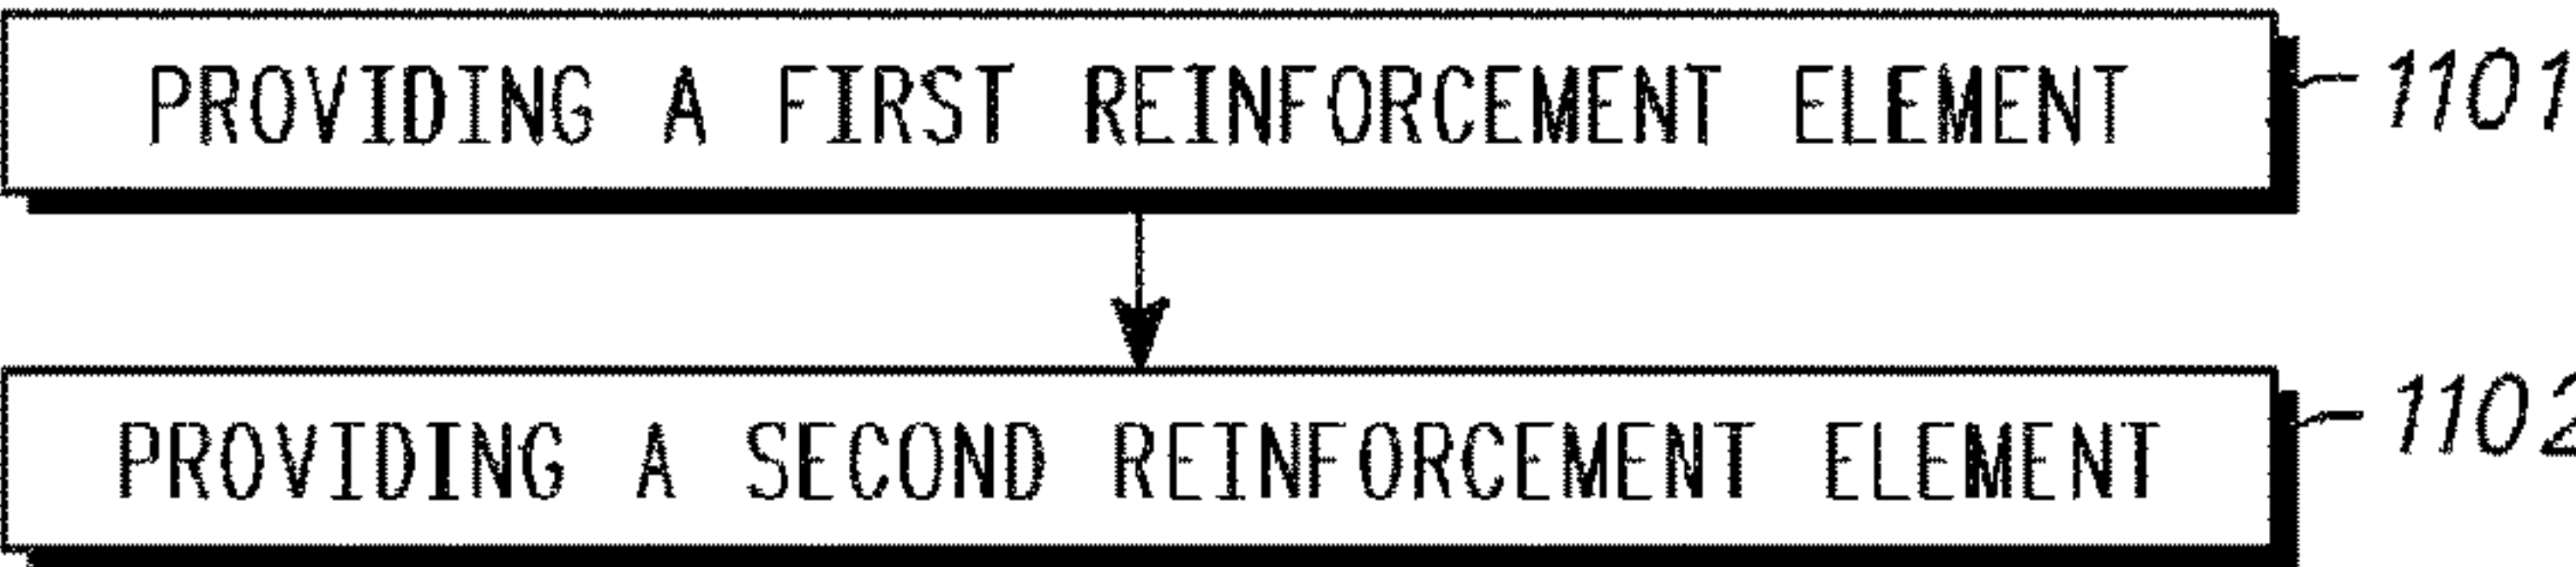 PROVIDING A FIRST REINFORCEMENT ELEMENT 1101
PROVIDING A SECOND REINFORCEMENT ELEMENT 1102